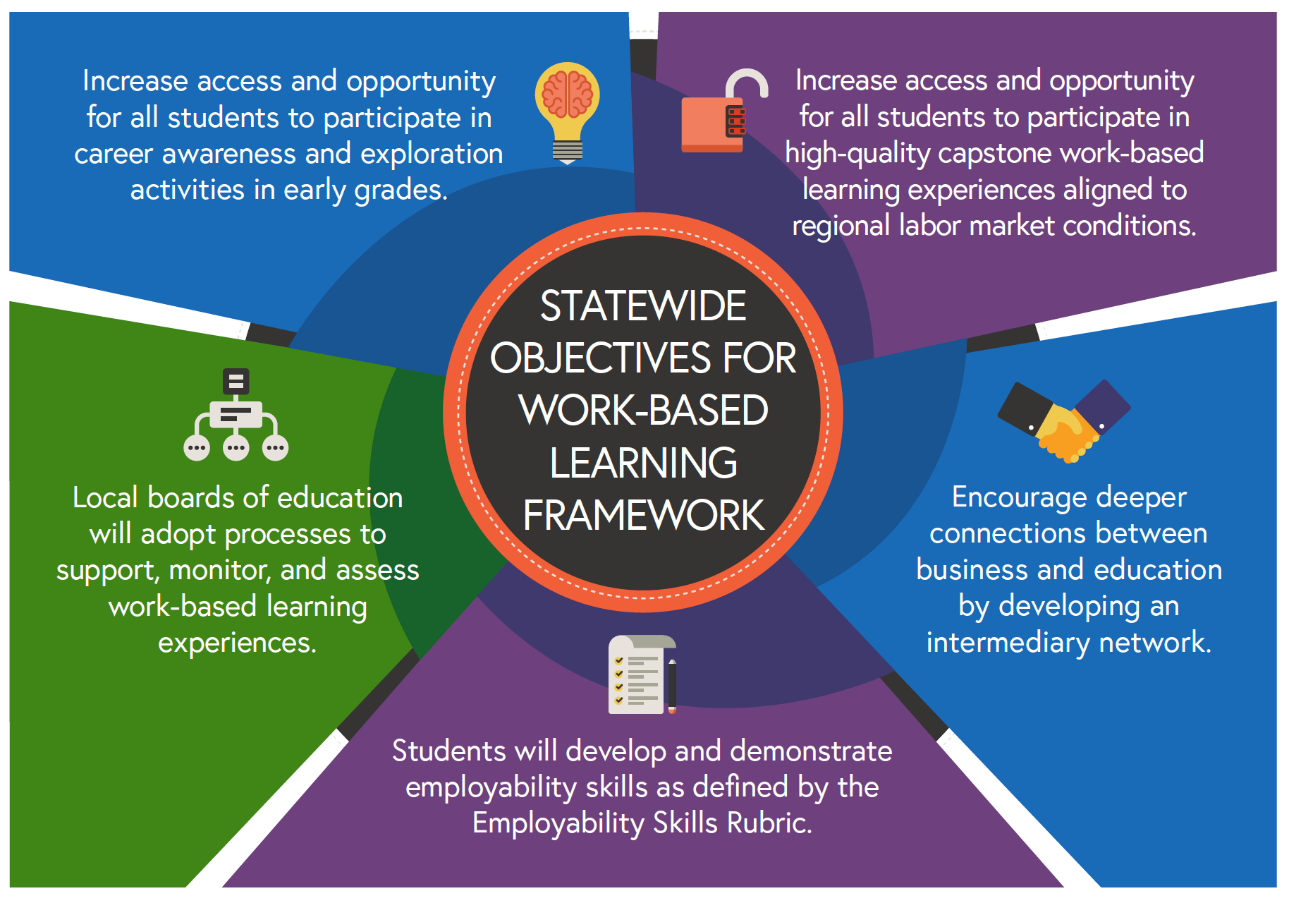 Increase access and opportunity
for all students to participate in
career awareness and exploration
activities in early grades.
Increase access and opportunity
for all students to participate in
high-quality capstone work-based
learning experiences aligned to
regional labor market conditions.
STATEWIDE
OBJECTIVES FOR
WORK-BASED
LEARNING
FRAMEWORK
Local boards of education
will adopt processes to
support, monitor, and assess
work-based learning
experiences.
Encourage deeper
connections between
business and education
by developing an
intermediary network.
Students will develop and demonstrate
employability skills as defined by the
Employability Skills Rubric.